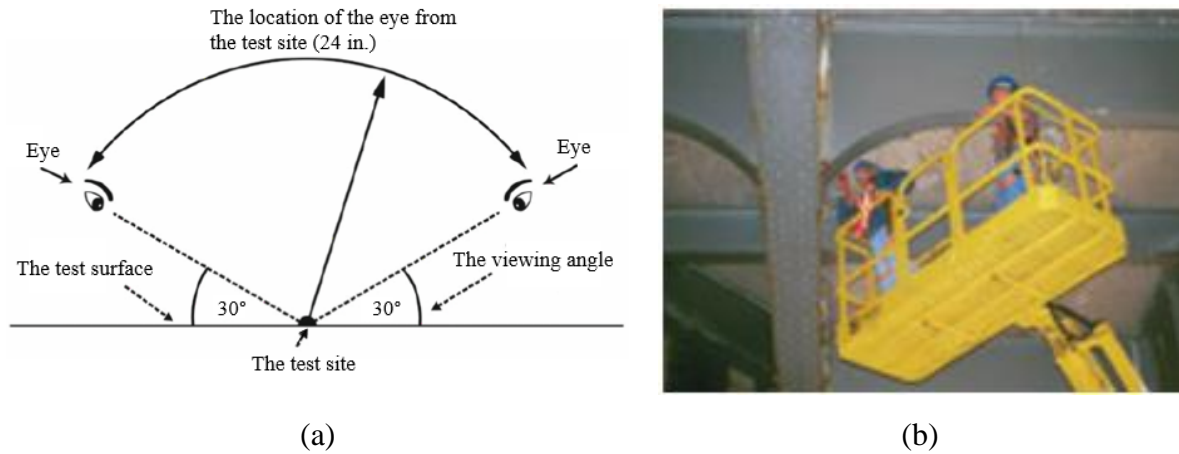 The location of the eye from
the test site (24 in.)
Eye
Eye
The test surface
The viewing angle
30°
30°
The test site
(a)
(b)